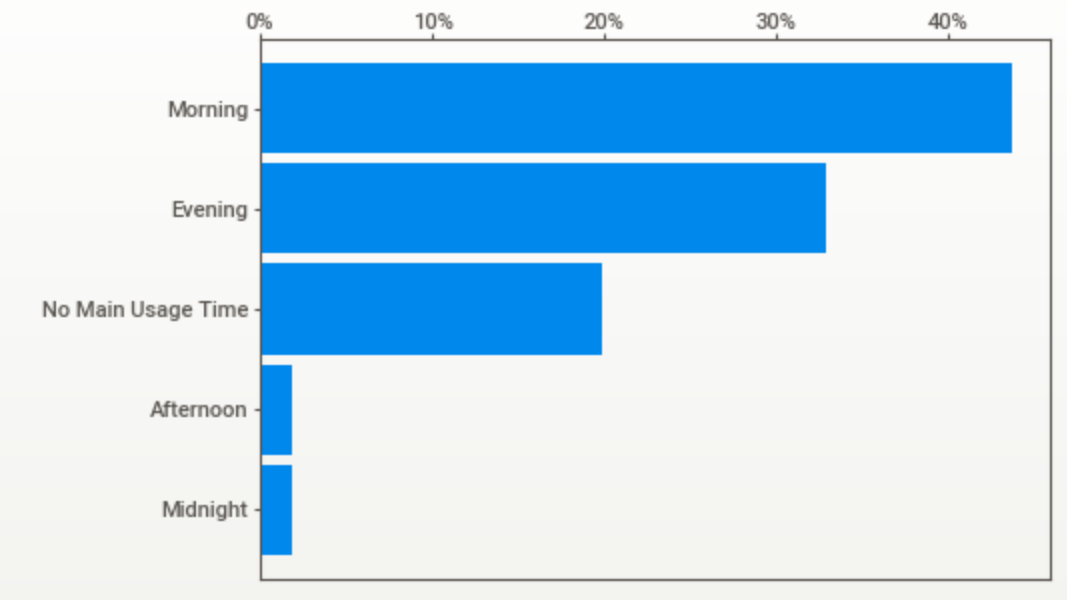 0% 10% 20% 30% 40%
Morning
Evening
No Main Usage Time
Afternoon
Midnight